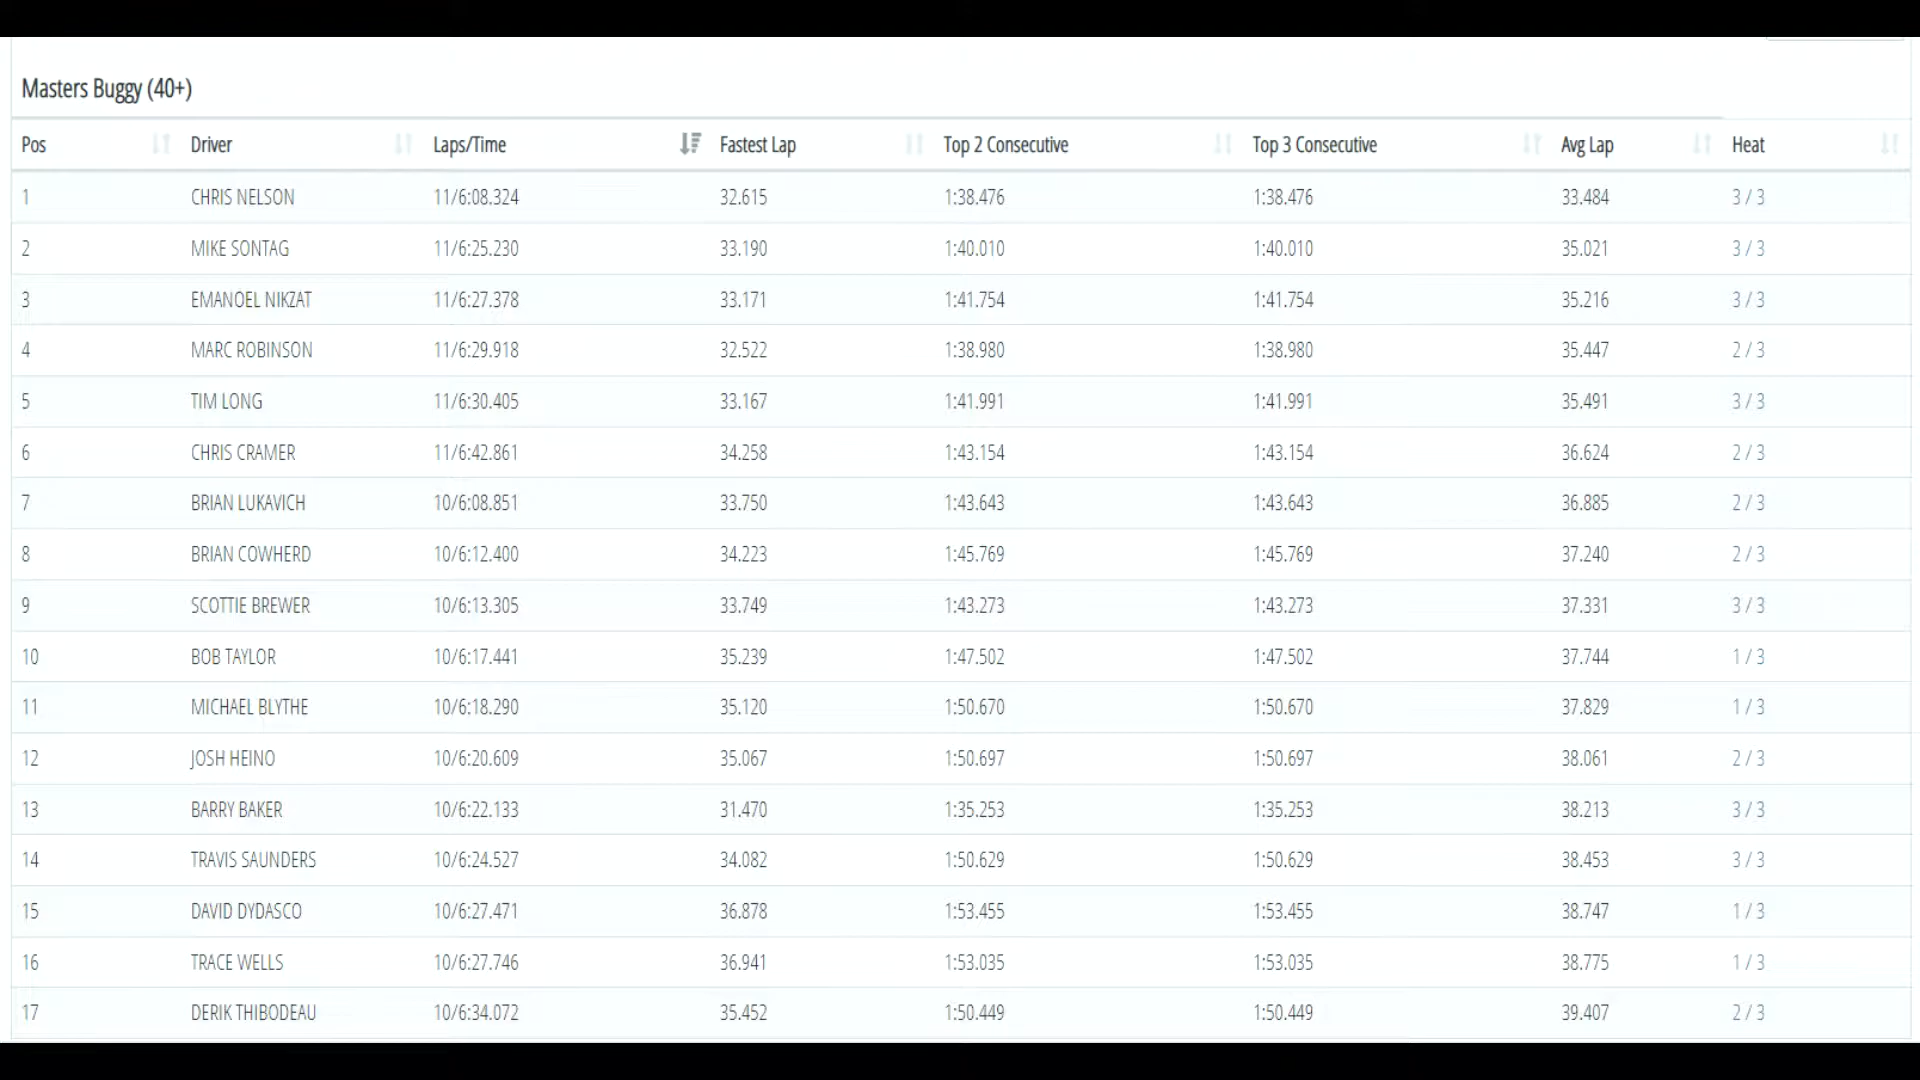 Masters Buggy (40+)
Pos Driver Laps/Time Fastest Lap Top 2 Consecutive Top 3 Consecutive Avg Lap Heat
1 CHRIS NELSON 11/6:08.324 32.615 1:38.476 1:38.476 33.484 3 / 3
2 MIKE SONTAG 11/6:25.230 33.190 1:40.010 1:40.010 35.021 3 / 3
3 EMANOEL NIKZAT 11/6:27.378 33.171 1:41.754 1:41.754 35.216 3 / 3
4 MARC ROBINSON 11/6:29.918 32.522 1:38.980 1:38.980 35.447 2 / 3
5 TIM LONG 11/6:30.405 33.167 1:41.991 1:41.991 35.491 3 / 3
6 CHRIS CRAMER 11/6:42.861 34.258 1:43.154 1:43.154 36.624 2 / 3
7 BRIAN LUKAVICH 10/6:08.851 33.750 1:43.643 1:43.643 36.885 2 / 3
8 BRIAN COWHERD 10/6:12.400 34.223 1:45.769 1:45.769 37.240 2 / 3
9 SCOTTIE BREWER 10/6:13.305 33.749 1:43.273 1:43.273 37.331 3 / 3
10 BOB TAYLOR 10/6:17.441 35.239 1:47.502 1:47.502 37.744 1 / 3
11 MICHAEL BLYTHE 10/6:18.290 35.120 1:50.670 1:50.670 37.829 1 / 3
12 JOSH HEINO 10/6:20.609 35.067 1:50.697 1:50.697 38.061 2 / 3
13 BARRY BAKER 10/6:22.133 31.470 1:35.253 1:35.253 38.213 3 / 3
14 TRAVIS SAUNDERS 10/6:24.527 34.082 1:50.629 1:50.629 38.453 3 / 3
15 DAVID DYDASCO 10/6:27.471 36.878 1:53.455 1:53.455 38.747 1 / 3
16 TRACE WELLS 10/6:27.746 36.941 1:53.035 1:53.035 38.775 1 / 3
17 DERIK THIBODEAU 10/6:34.072 35.452 1:50.449 1:50.449 39.407 2 / 3